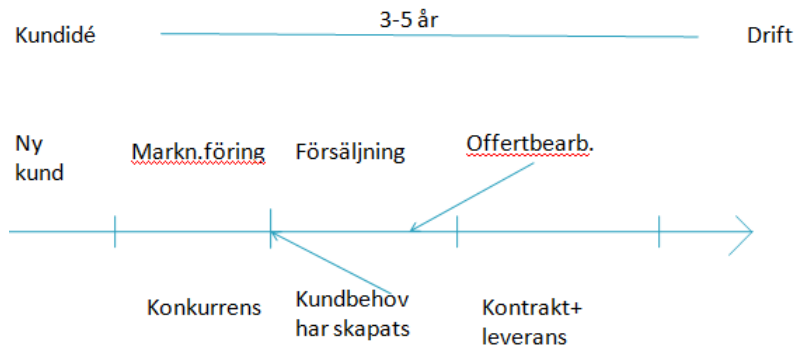 3-5 år
Kundidé
Drift
Ny
kund
Markn.föring
Försäljning
Offertbearb.
Konkurrens
Kundbehov
har skapats
Kontrakt+
leverans